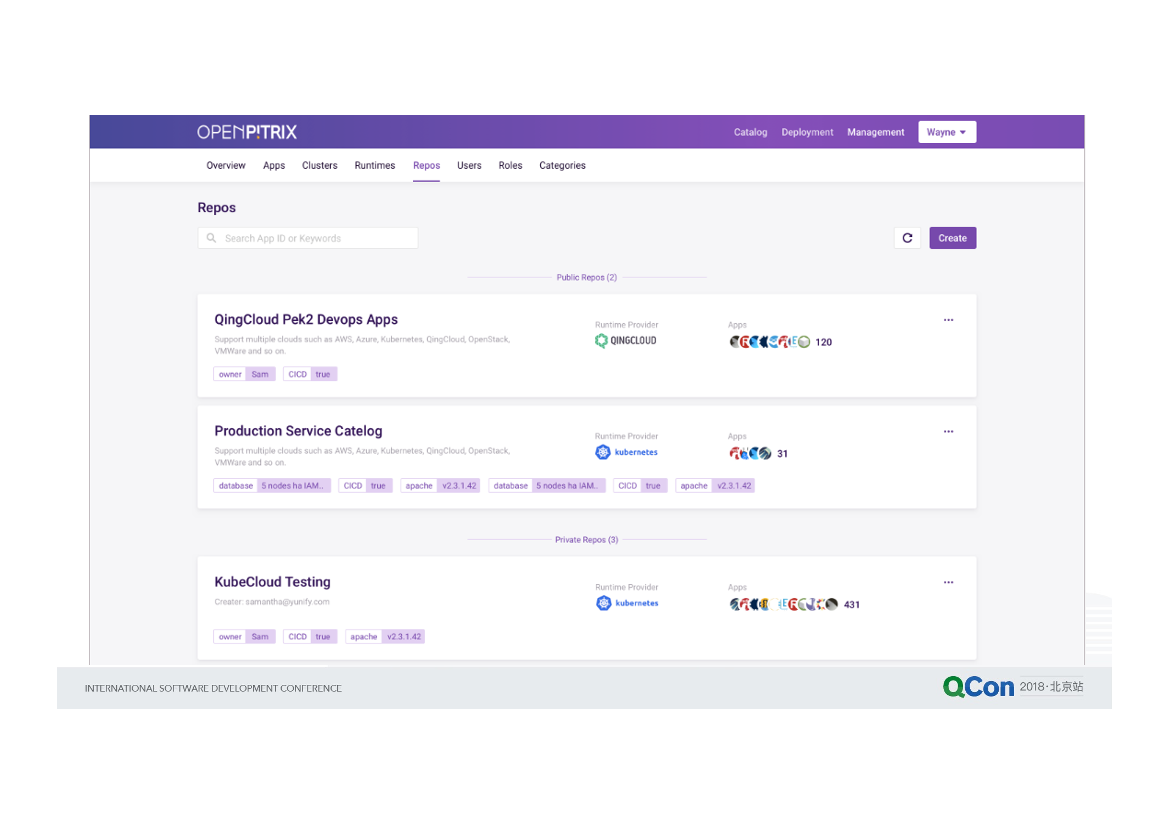 OPENPITRIX
Catalog Deployment Management Wayne
Overview Apps Clusters Runtimes Repos Users Roles Categories
Repos
Search App ID or Keywords
Create
Public Repos (2)
QingCloud Pek2 Devops Apps
Support multiple clouds such as AWS, Azure, Kubernetes, QingCloud, OpenStack,
VMWare and so on.
owner Sam CICD true
Runtime Provider
QINGCLOUD
Apps
120
Production Service Catelog
Support multiple clouds such as AWS, Azure, Kubernetes, QingCloud, OpenStack,
VMWare and so on.
database 5 nodes ha IAM... CICD true apache v2.3.1.42 database 5 nodes ha IAM... CICD true apache v2.3.1.42
Runtime Provider
kubernetes
Apps
31
Private Repos (3)
KubeCloud Testing
Creater: samantha@yunify.com
owner Sam CICD true apache v2.3.1.42
Runtime Provider
kubernetes
Apps
431
INTERNATIONAL SOFTWARE DEVELOPMENT CONFERENCE
QCon 2018·北京站